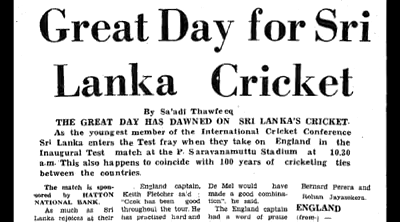 Great Day for Sri
Lanka Cricket
By Sa'adi Thawfeeq
THE GREAT DAY HAS DAWNED ON SRI LANKA'S CRICKET.
As the youngest member of the International Cricket Conference
Sri Lanka enters the Test fray when they take on England in the
Inaugural Test match at the P. Saravanamuttu Stadium at 10.30
a.m. This also happens to coincide with 100 years of cricketing ties
between the countries.
The match is spon-
sored by HATTON
NATIONAL BANK.
As much as Sri
Lanka rejoices at their
England captain,
Keith Fletcher said:
"Cook has been good
throughout the tour. He
has practised hard and
De Mel would have
made a good combina-
tion", he said.
The England captain
had a word of praise
Bernard Perera and
Rohan Jayasekera.
ENGLAND
(from:—